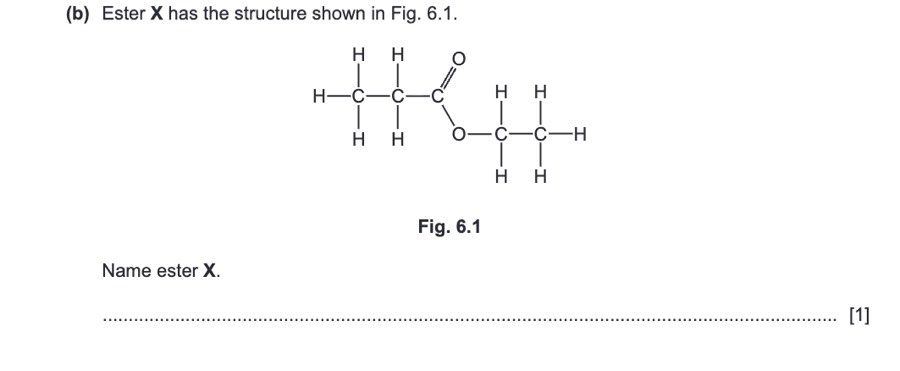 (b) Ester X has the structure shown in Fig. 6.1.
H H O
H C C C H H
H H O C C H
H H
Fig. 6.1
Name ester X.
.......................................................................................................................................... [1]